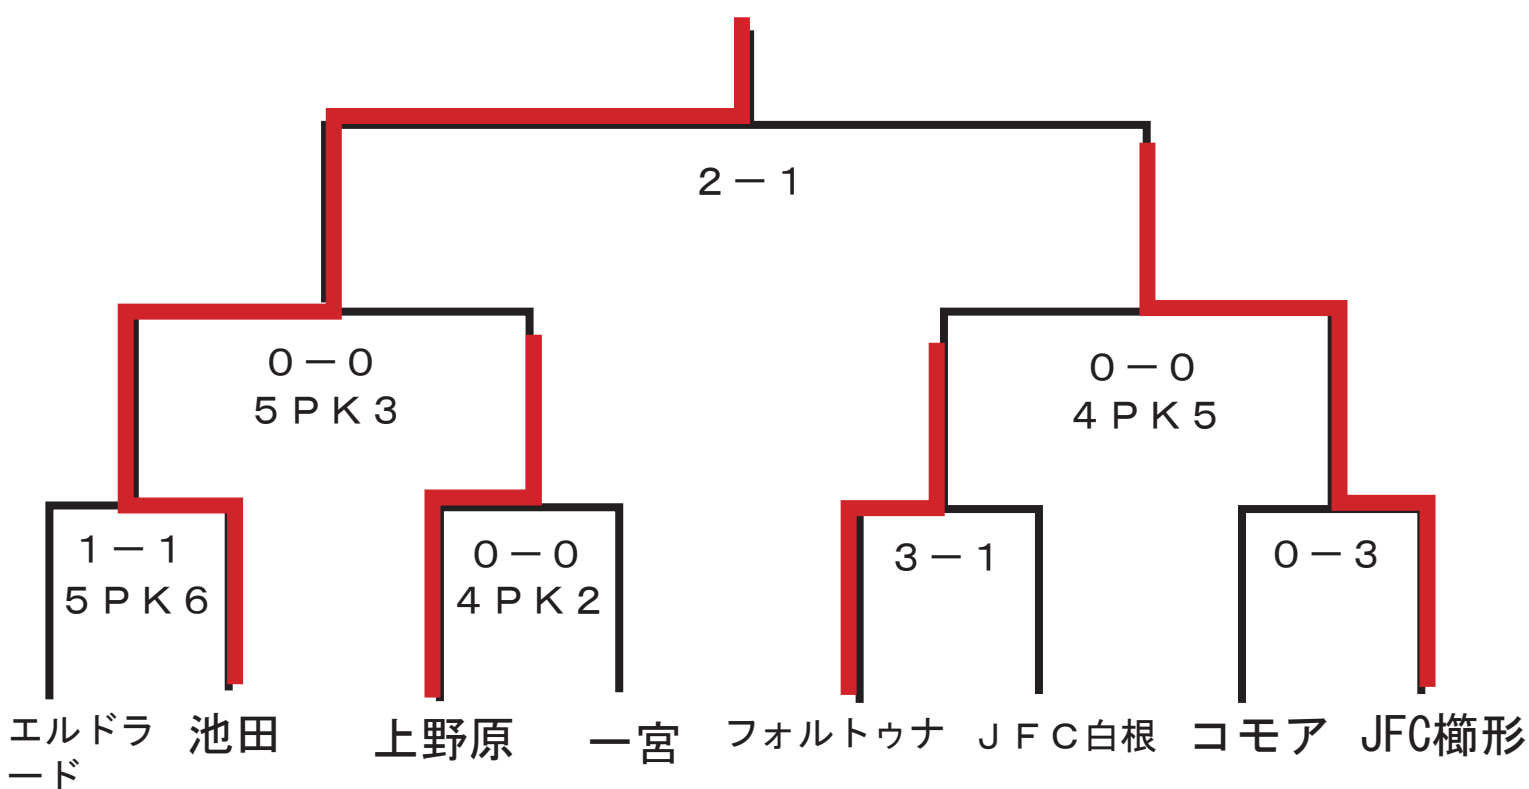 ２－１
０－０
５ＰＫ３
０－０
４ＰＫ５
１－１
５ＰＫ６
０－０
４ＰＫ２
３－１
０－３
エルドラ
ード
池田
上野原
一宮
フォルトゥナ
ＪＦＣ白根
コモア
JFC櫛形